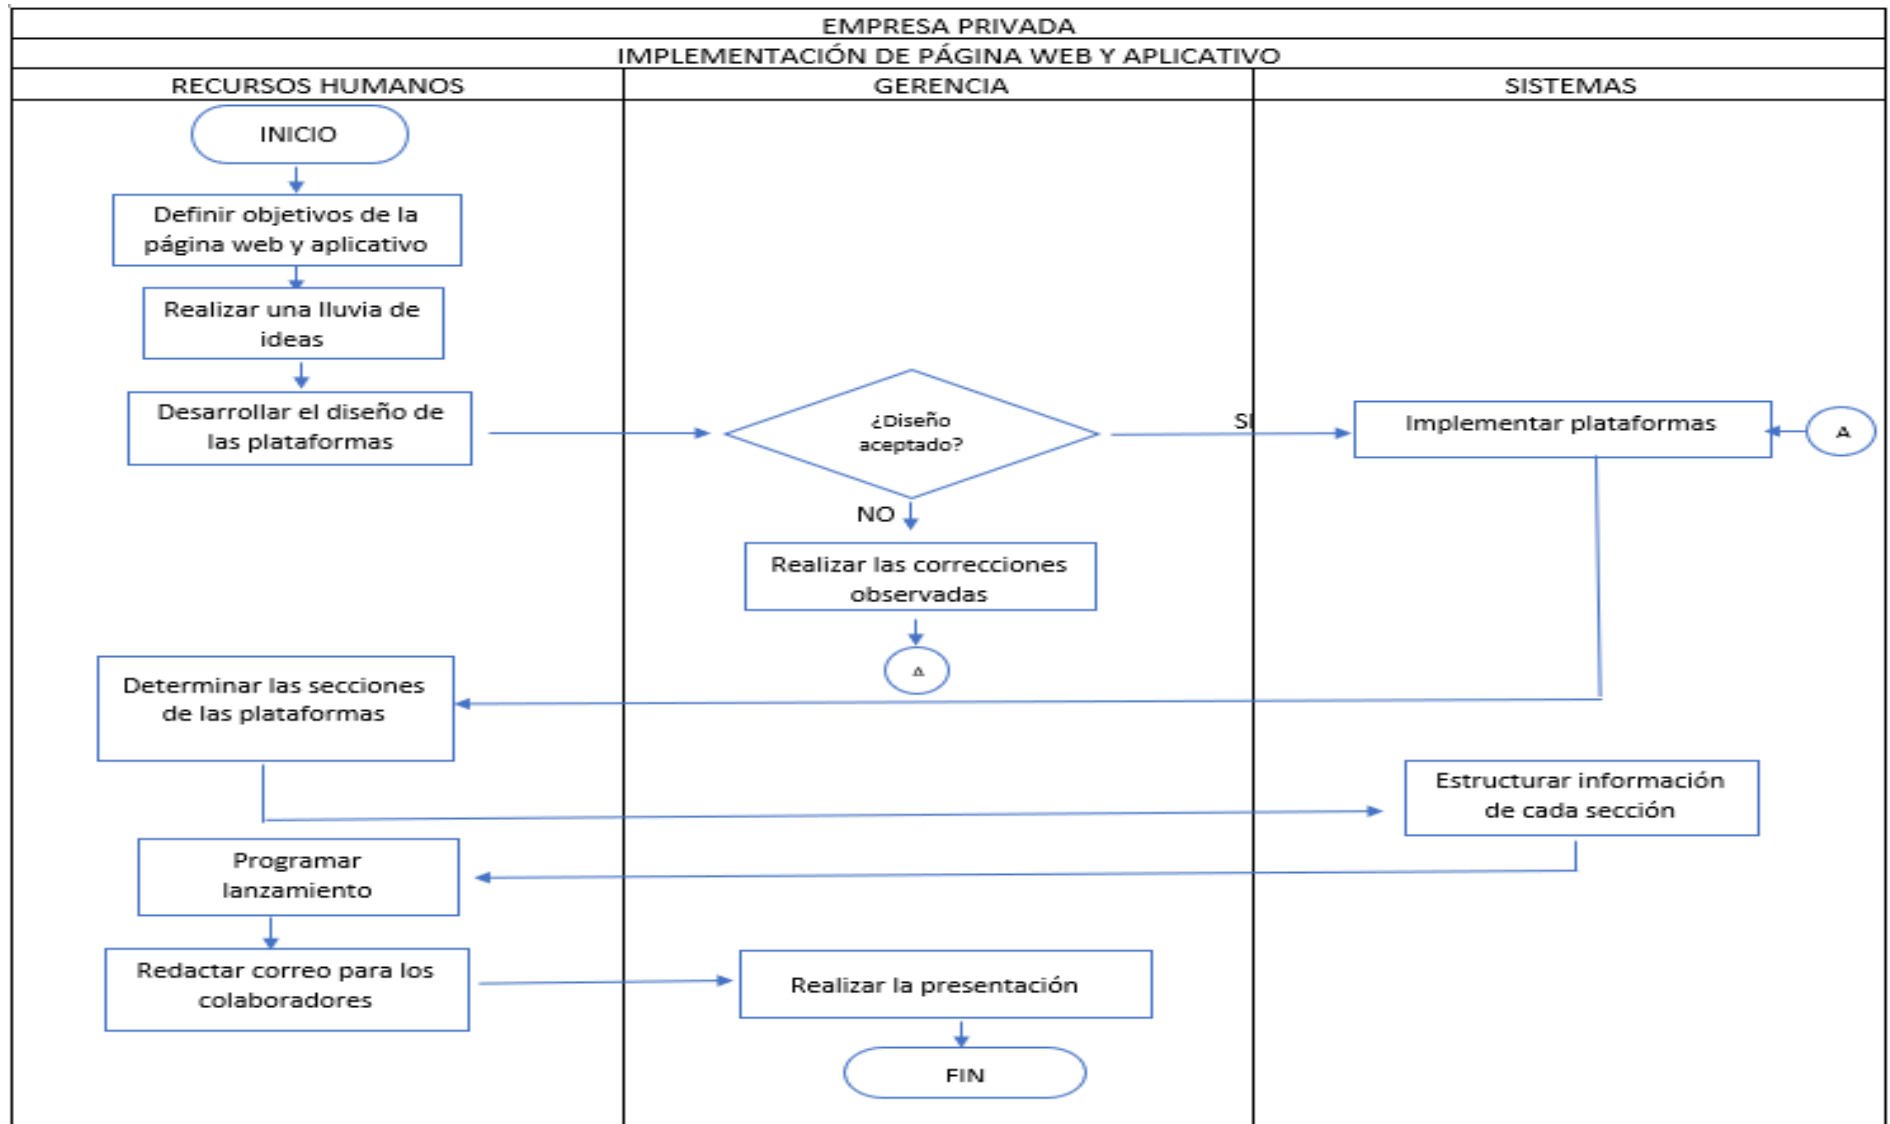 EMPRESA PRIVADA
IMPLEMENTACIÓN DE PÁGINA WEB Y APLICATIVO
RECURSOS HUMANOS
GERENCIA
SISTEMAS
INICIO
Definir objetivos de la
página web y aplicativo
Realizar una lluvia de
ideas
Desarrollar el diseño de
las plataformas
¿Diseño
aceptado?
SI
Implementar plataformas
A
NO
Realizar las correcciones
observadas
A
Determinar las secciones
de las plataformas
Estructurar información
de cada sección
Programar
lanzamiento
Redactar correo para los
colaboradores
Realizar la presentación
FIN